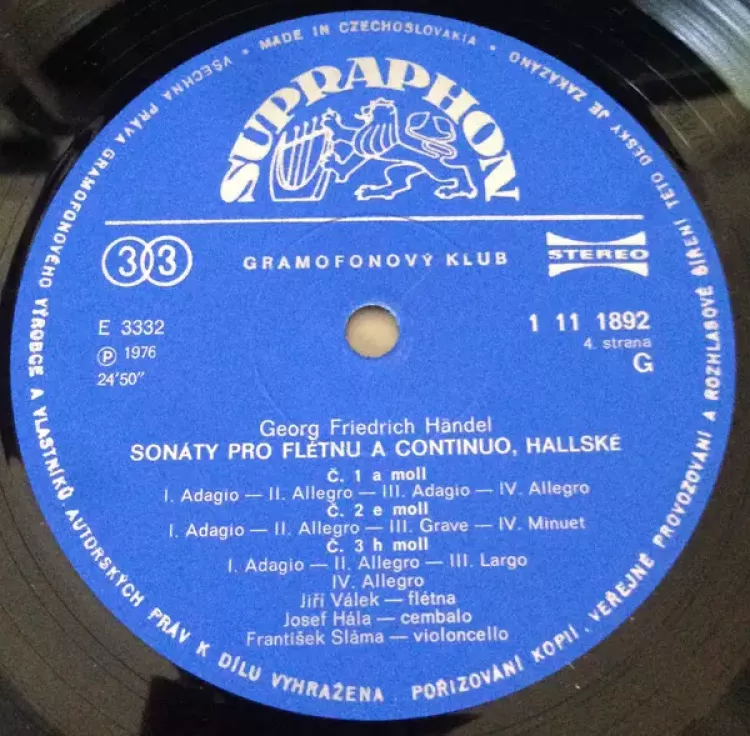 • MADE IN CZECHOSLOVAKIA •
SUPRAPHON
33
GRAMOFONOVÝ KLUB
STEREO
E 3332
Ⓟ 1976
24'50"
1 11 1892
4. strana
G
Georg Friedrich Händel
SONÁTY PRO FLÉTNU A CONTINUO, HALLSKÉ
Č. 1 a moll
I. Adagio — II. Allegro — III. Adagio — IV. Allegro
Č. 2 e moll
I. Adagio — II. Allegro — III. Grave — IV. Minuet
Č. 3 h moll
I. Adagio — II. Allegro — III. Largo
IV. Allegro
Jiří Válek — flétna
Josef Hála — cembalo
František Sláma — violoncello
VŠECHNA PRÁVA GRAMOFONOVÉHO VÝROBCE A VLASTNÍKŮ AUTORSKÝCH PRÁV K DÍLU VYHRAŽENA. POŘIZOVÁNÍ KOPIÍ, VEŘEJNÉ PROVOZOVÁNÍ A ROZHLASOVÉ ŠÍŘENÍ TÉTO DESKY JE ZAKÁZÁNO